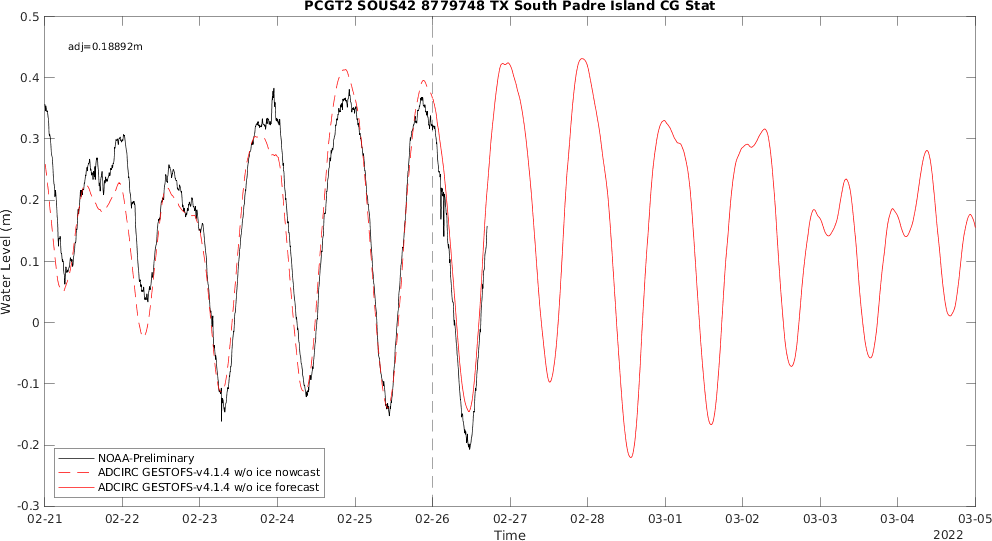 PCGT2 SOUS42 8779748 TX South Padre Island CG Stat
adj=0.18892m
0.5
0.4
0.3
0.2
0.1
0
-0.1
-0.2
-0.3
Water Level (m)
NOAA-Preliminary
ADCIRC GESTOFS-v4.1.4 w/o ice nowcast
ADCIRC GESTOFS-v4.1.4 w/o ice forecast
02-21 02-22 02-23 02-24 02-25 02-26 02-27 02-28 03-01 03-02 03-03 03-04 03-05
Time
2022